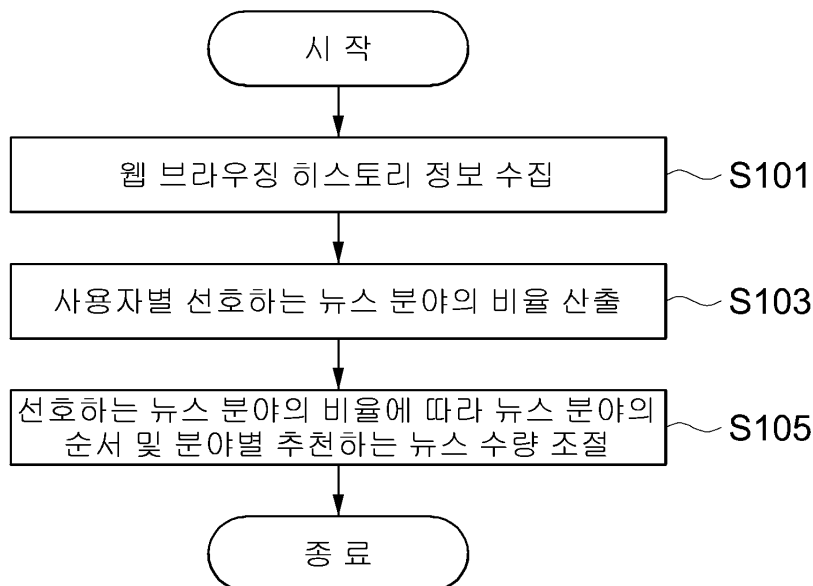 시 작
웹 브라우징 히스토리 정보 수집
S101
사용자별 선호하는 뉴스 분야의 비율 산출
S103
선호하는 뉴스 분야의 비율에 따라 뉴스 분야의
순서 및 분야별 추천하는 뉴스 수량 조절
S105
종 료